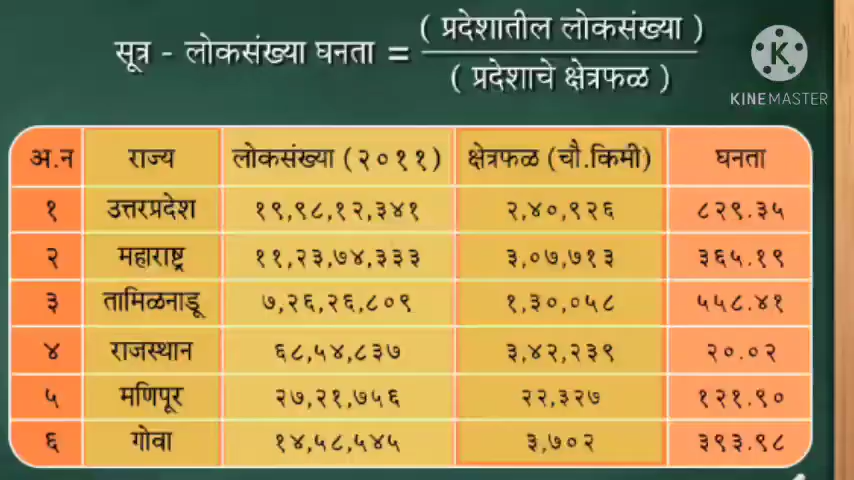 सूत्र - लोकसंख्या घनता = ( प्रदेशातील लोकसंख्या )
( प्रदेशाचे क्षेत्रफळ )
KINEMASTER
अ.न राज्य लोकसंख्या (२०११) क्षेत्रफळ (चौ.किमी) घनता
१ उत्तरप्रदेश १९,९८,१२,३४१ २,४०,९२६ ८२९.३५
२ महाराष्ट्र ११,२३,७४,३३३ ३,०७,७१३ ३६५.१९
३ तामिळनाडू ७,२६,२६,८०९ १,३०,०५८ ५५८.४१
४ राजस्थान ६८,५४,८३७ ३,४२,२३९ २०.०२
५ मणिपूर २७,२१,७५६ २२,३२७ १२१.९०
६ गोवा १४,५८,५४५ ३,७०२ ३९३.९८